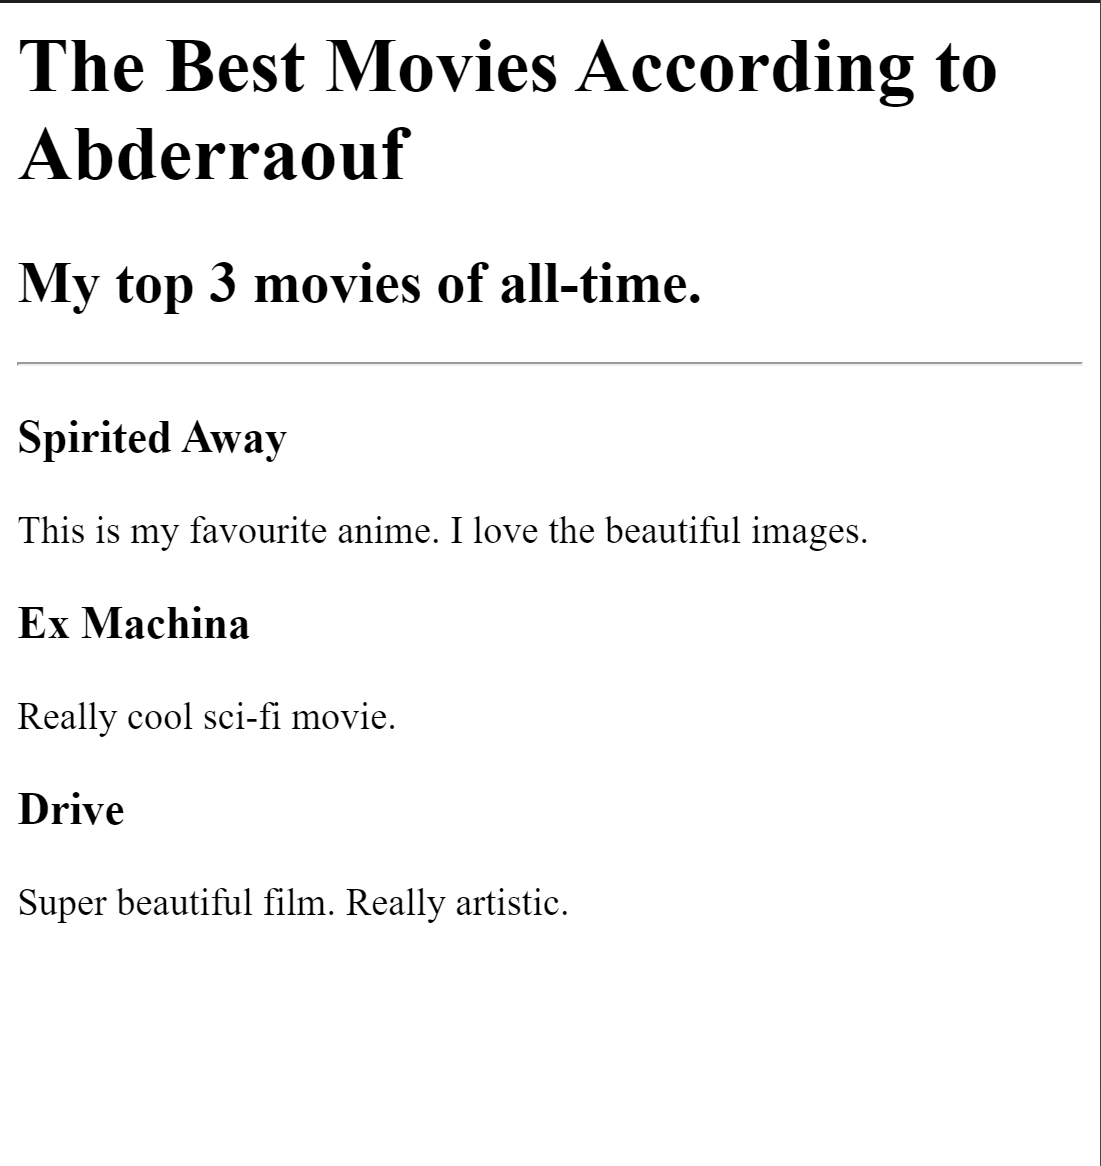 The Best Movies According to
Abderraouf
My top 3 movies of all-time.
Spirited Away
This is my favourite anime. I love the beautiful images.
Ex Machina
Really cool sci-fi movie.
Drive
Super beautiful film. Really artistic.